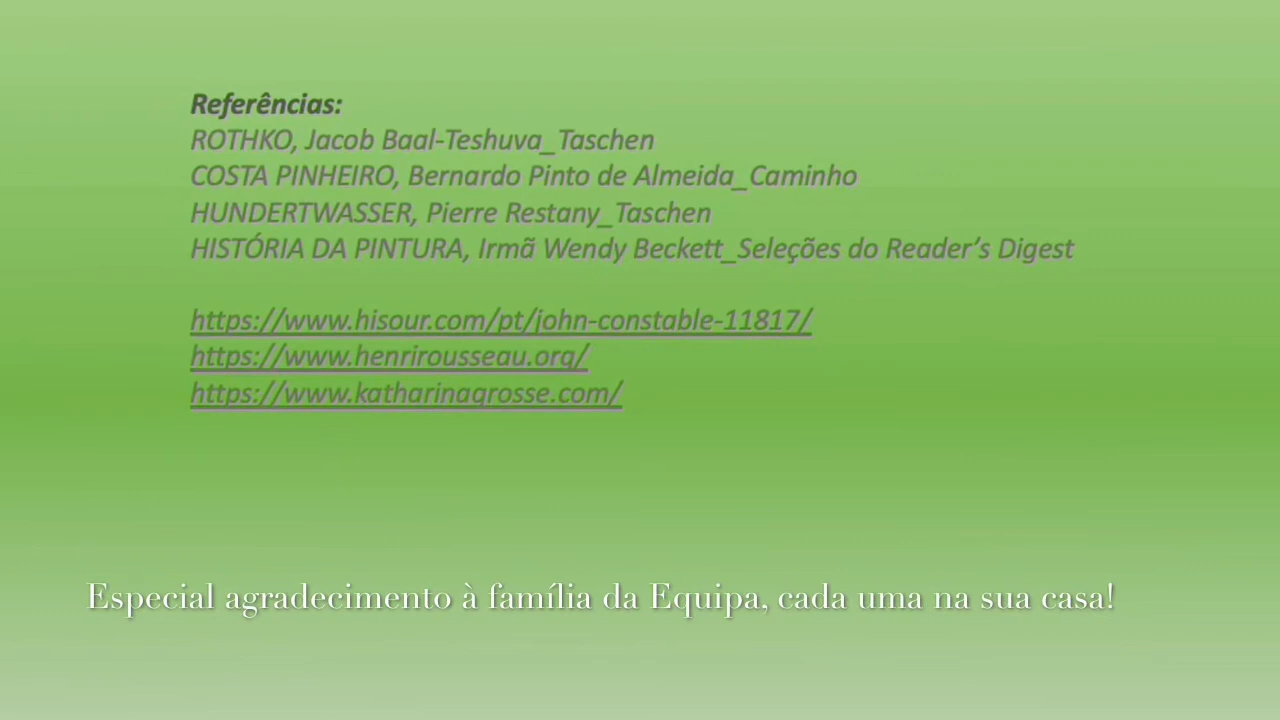 Referências:
ROTHKO, Jacob Baal-Teshuva_Taschen
COSTA PINHEIRO, Bernardo Pinto de Almeida_Caminho
HUNDERTWASSER, Pierre Restany_Taschen
HISTÓRIA DA PINTURA, Irmã Wendy Beckett_Seleções do Reader’s Digest
https://www.hisour.com/pt/john-constable-11817/
https://www.henrirousseau.org/
https://www.katharinagrosse.com/
Especial agradecimento à família da Equipa, cada uma na sua casa!